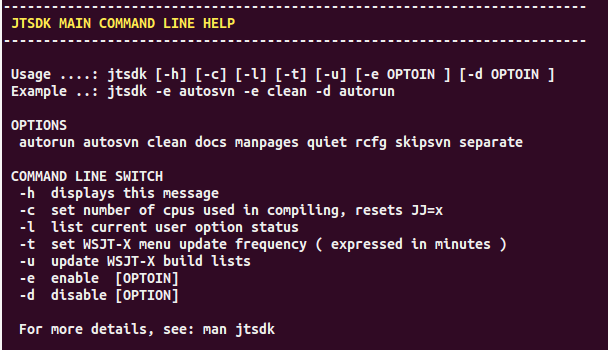 JTSDK MAIN COMMAND LINE HELP
Usage ....: jtsdk [-h] [-c] [-l] [-t] [-u] [-e OPTOIN ] [-d OPTOIN ]
Example ..: jtsdk -e autosvn -e clean -d autorun
OPTIONS
autorun autosvn clean docs manpages quiet rcfg skipsvn separate
COMMAND LINE SWITCH
-h displays this message
-c set number of cpus used in compiling, resets JJ=x
-l list current user option status
-t set WSJT-X menu update frequency ( expressed in minutes )
-u update WSJT-X build lists
-e enable [OPTOIN]
-d disable [OPTION]
For more details, see: man jtsdk